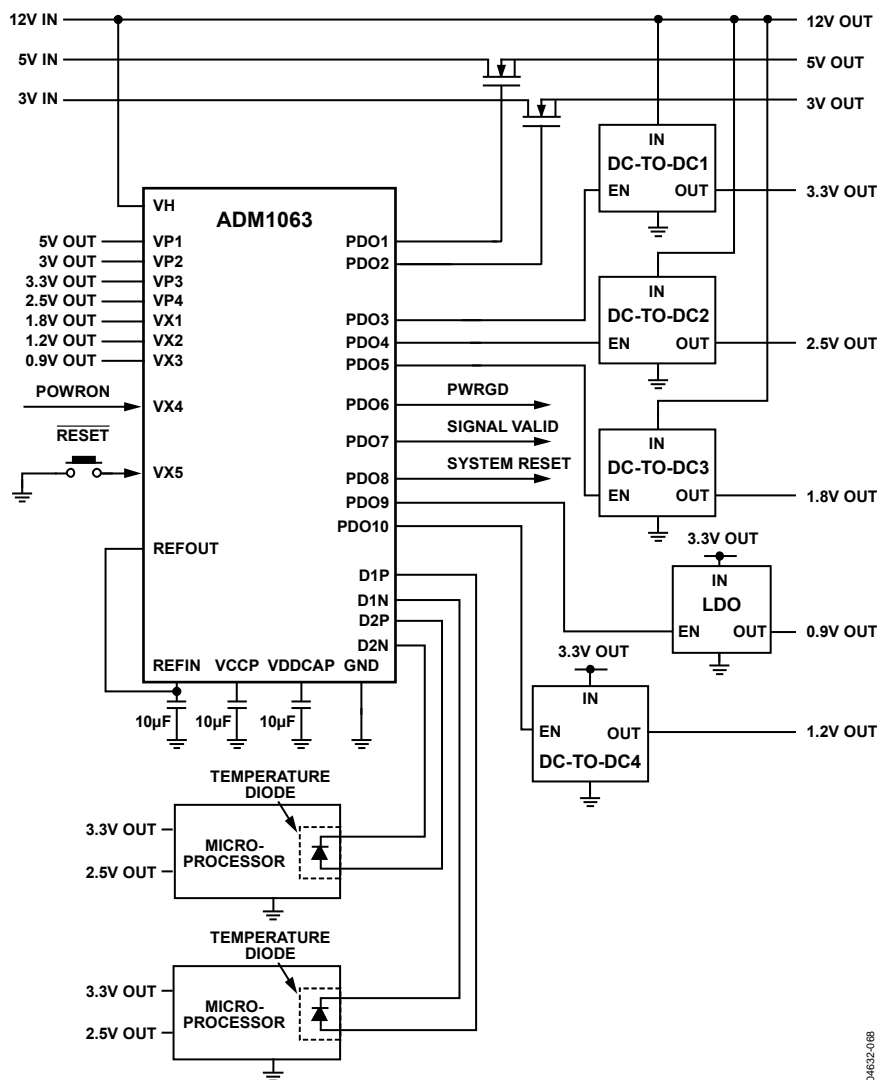 12V IN
12V OUT
5V IN
5V OUT
3V IN
3V OUT
IN
DC-TO-DC1
EN OUT
3.3V OUT
VH
ADM1063
5V OUT VP1
3V OUT VP2
3.3V OUT VP3
2.5V OUT VP4
1.8V OUT VX1
1.2V OUT VX2
0.9V OUT VX3
POWRON
VX4
RESET
VX5
REFOUT
PDO1
PDO2
PDO3
PDO4
PDO5
PDO6
PWRGD
PDO7
SIGNAL VALID
PDO8
SYSTEM RESET
PDO9
PDO10
D1P
D1N
D2P
D2N
REFIN VCCP VDDCAP GND
10µF 10µF 10µF
IN
DC-TO-DC2
EN OUT
2.5V OUT
IN
DC-TO-DC3
EN OUT
1.8V OUT
3.3V OUT
IN
LDO
EN OUT
0.9V OUT
3.3V OUT
IN
EN OUT
DC-TO-DC4
1.2V OUT
TEMPERATURE
DIODE
3.3V OUT
2.5V OUT
MICRO-
PROCESSOR
TEMPERATURE
DIODE
3.3V OUT
2.5V OUT
MICRO-
PROCESSOR
04632-068